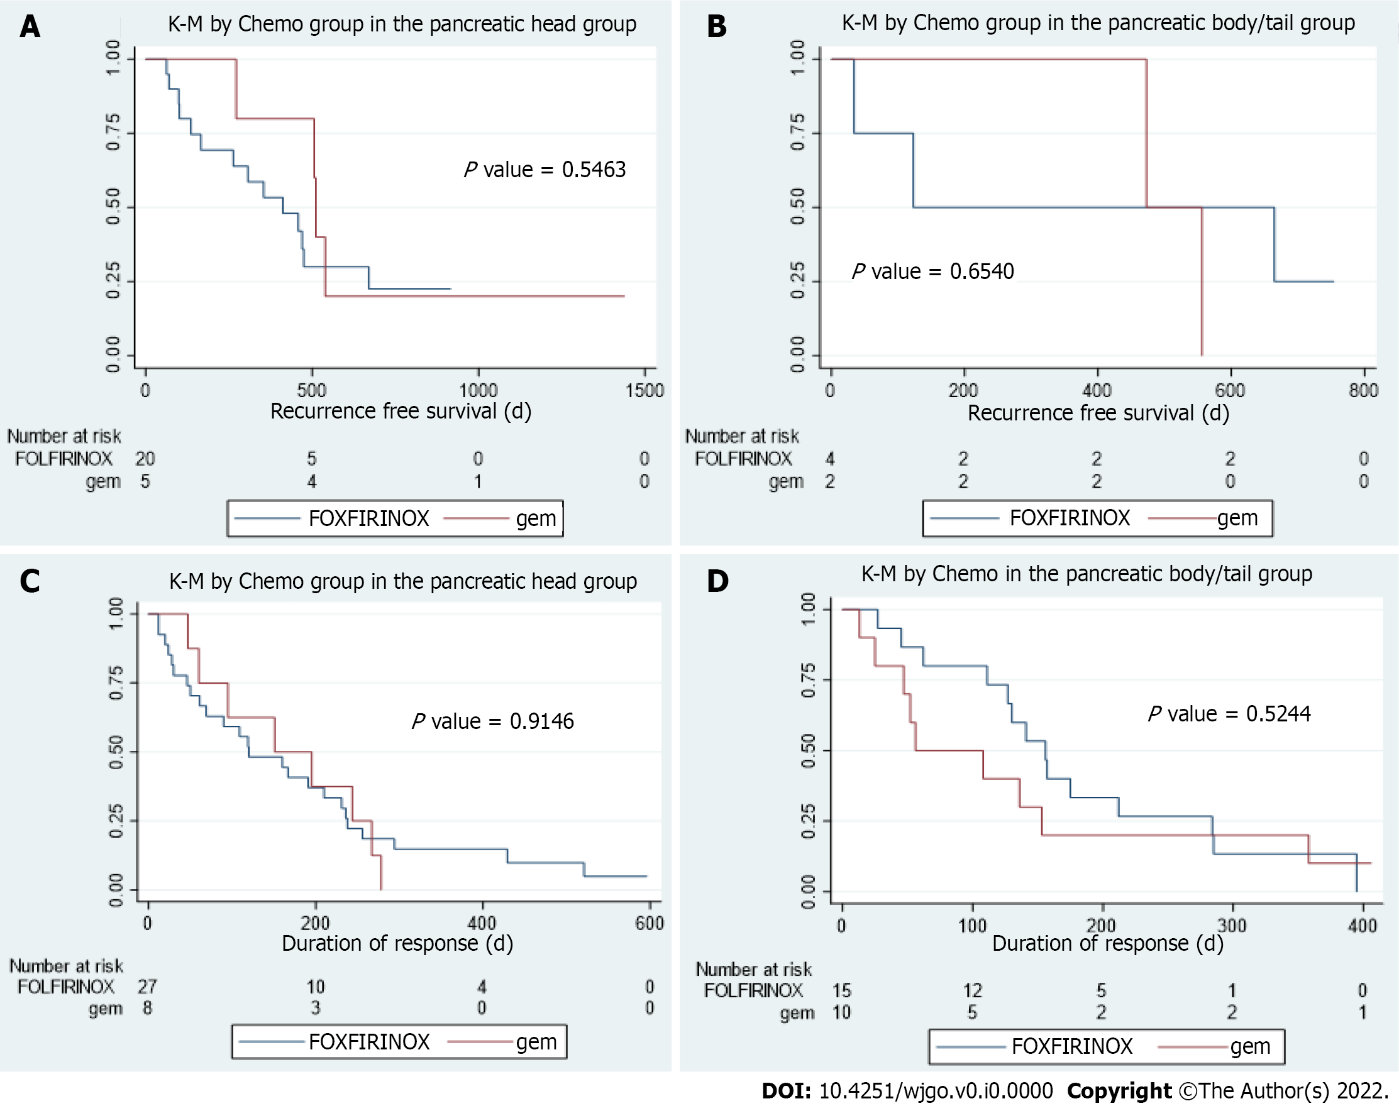 A
K-M by Chemo group in the pancreatic head group
1.00
0.75
0.50
0.25
0.00
P value = 0.5463
0 500 1000 1500
Recurrence free survival (d)
Number at risk
FOLFIRINOX 20 5 0 0
gem 5 4 1 0
FOXFIRINOX gem
B
K-M by Chemo group in the pancreatic body/tail group
1.00
0.75
0.50
0.25
0.00
P value = 0.6540
0 200 400 600 800
Recurrence free survival (d)
Number at risk
FOLFIRINOX 4 2 2 2 0
gem 2 2 2 0 0
FOXFIRINOX gem
C
K-M by Chemo group in the pancreatic head group
1.00
0.75
0.50
0.25
0.00
P value = 0.9146
0 200 400 600
Duration of response (d)
Number at risk
FOLFIRINOX 27 10 4 0
gem 8 3 0 0
FOXFIRINOX gem
D
K-M by Chemo in the pancreatic body/tail group
1.00
0.75
0.50
0.25
0.00
P value = 0.5244
0 100 200 300 400
Duration of response (d)
Number at risk
FOLFIRINOX 15 12 5 1 0
gem 10 5 2 2 1
FOXFIRINOX gem
DOI: 10.4251/wjgo.v0.i0.0000 Copyright ©The Author(s) 2022.